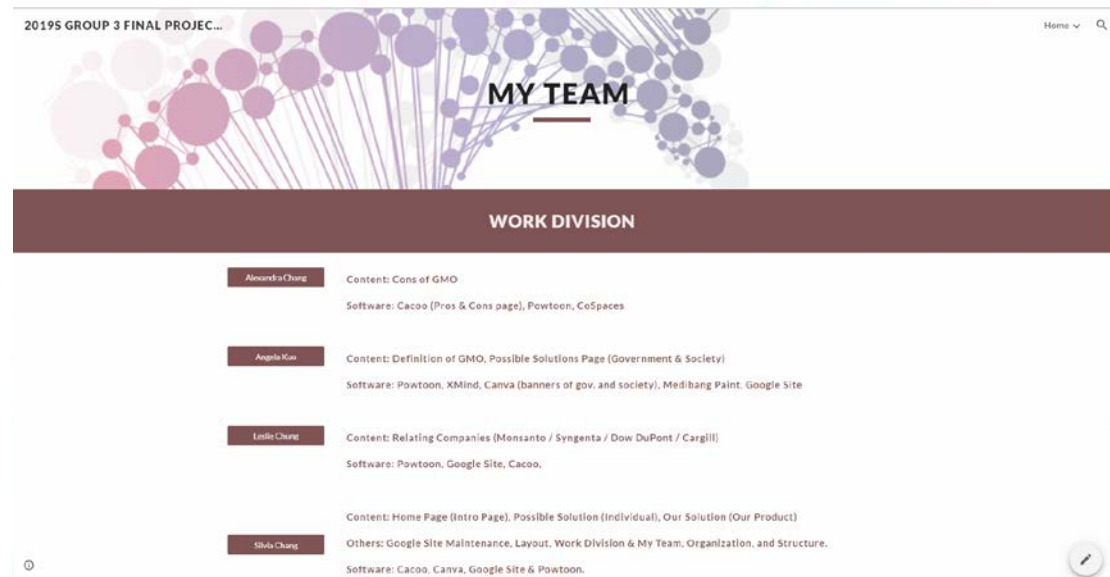 2019S GROUP 3 FINAL PROJEC...
Home
MY TEAM
WORK DIVISION
Alexandra Chang
Content: Cons of GMO
Software: Cacoo (Pros & Cons page), Powtoon, CoSpaces
Angela Kuo
Content: Definition of GMO, Possible Solutions Page (Government & Society)
Software: Powtoon, XMind, Canva (banners of gov. and society), Medibang Paint, Google Site
Leslie Chung
Content: Relating Companies (Monsanto / Syngenta / Dow DuPont / Cargill)
Software: Powtoon, Google Site, Cacoo,
Silvia Chang
Content: Home Page (Intro Page), Possible Solution (Individual), Our Solution (Our Product)
Others: Google Site Maintenance, Layout, Work Division & My Team, Organization, and Structure.
Software: Cacoo, Canva, Google Site & Powtoon.